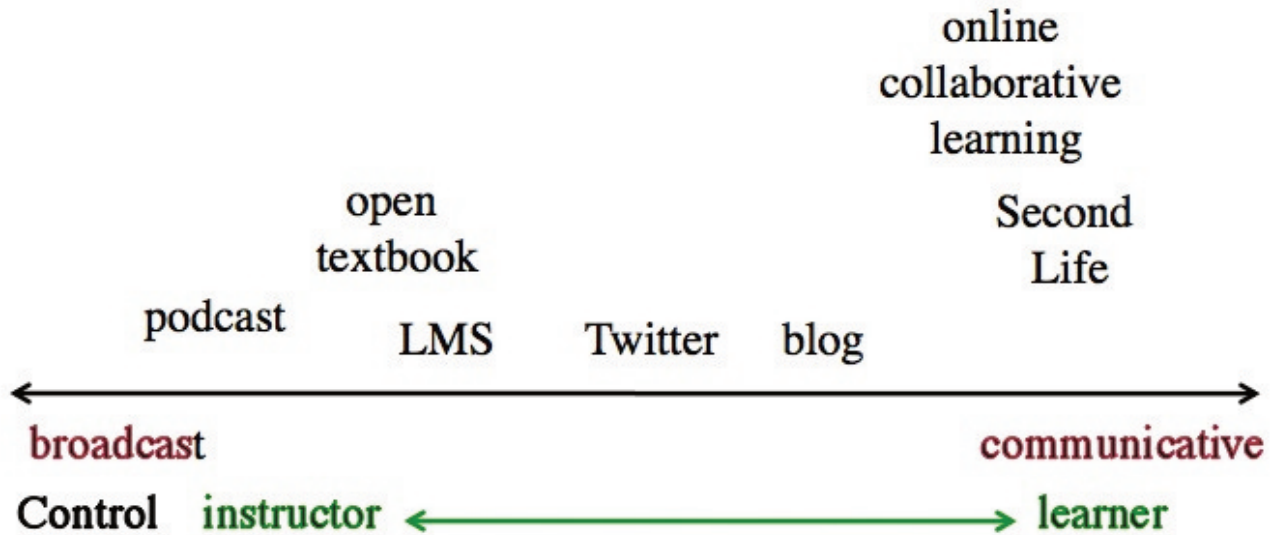 online
collaborative
learning
open
textbook
Second
Life
podcast
LMS
Twitter
blog
broadcast
communicative
Control instructor learner